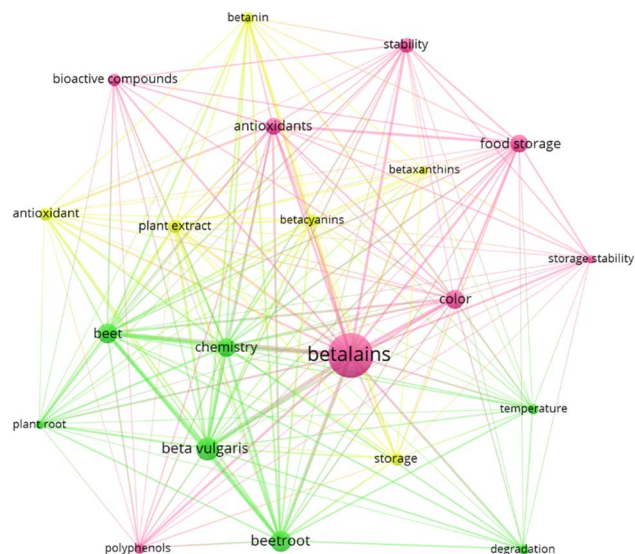 betanin
stability
bioactive compounds
antioxidants
food storage
betaxanthins
antioxidant
plant extract
betacyanins
storage stability
color
beet
chemistry
betalains
temperature
plant root
beta vulgaris
storage
beetroot
polyphenols
degradation